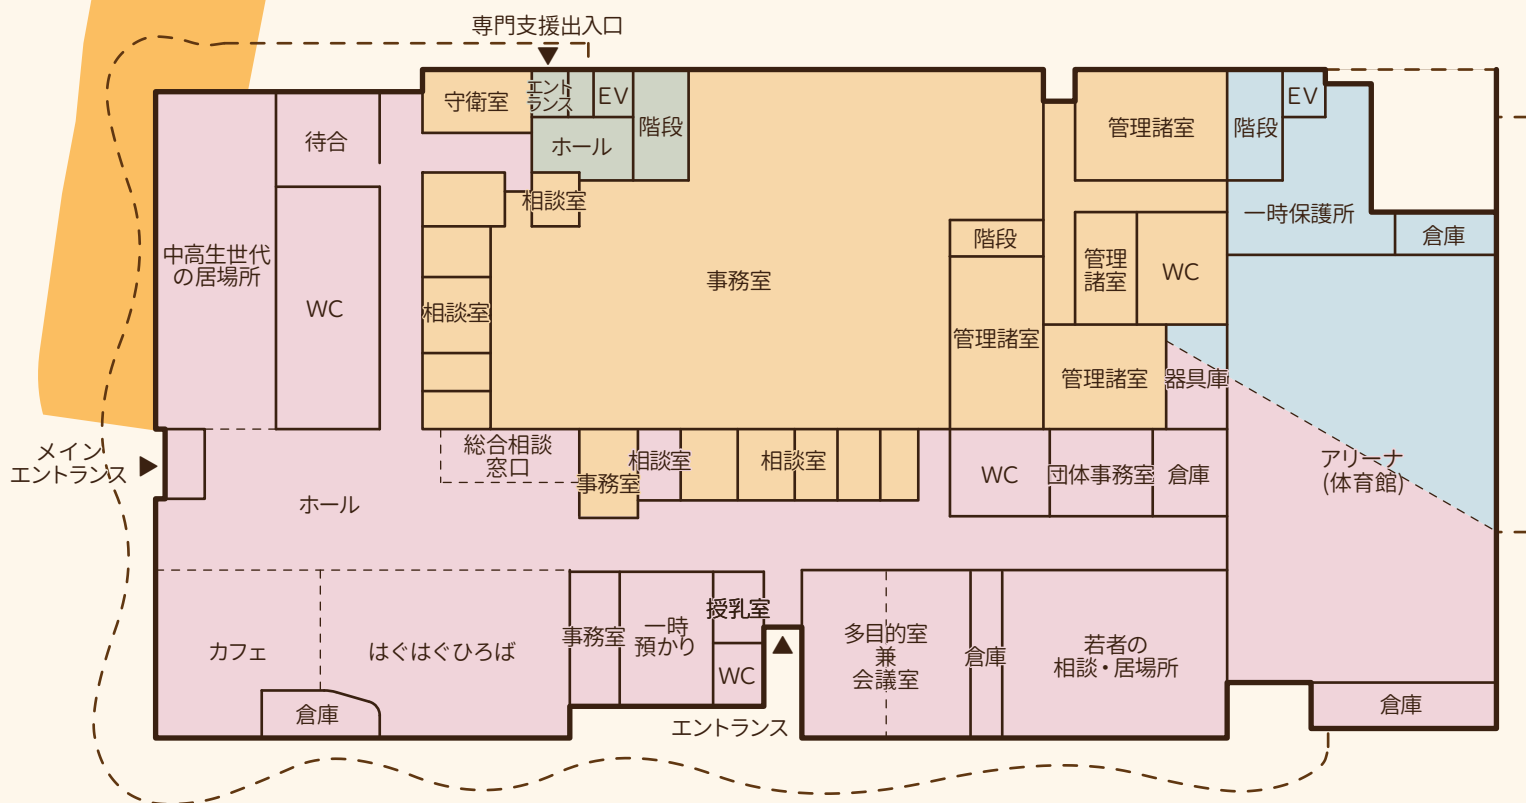 専門支援出入口
守衛室
エント
ランス
EV
階段
ホール
管理諸室
階段
EV
待合
相談室
一時保護所
倉庫
中高生世代
の居場所
WC
相談室
事務室
階段
管理
諸室
WC
管理諸室
管理諸室
器具庫
メイン
エントランス
総合相談
窓口
事務室
相談室
相談室
WC
団体事務室
倉庫
アリーナ
(体育館)
ホール
カフェ
はぐはぐひろば
倉庫
事務室
一時
預かり
授乳室
WC
エントランス
多目的室
兼
会議室
倉庫
若者の
相談・居場所
倉庫